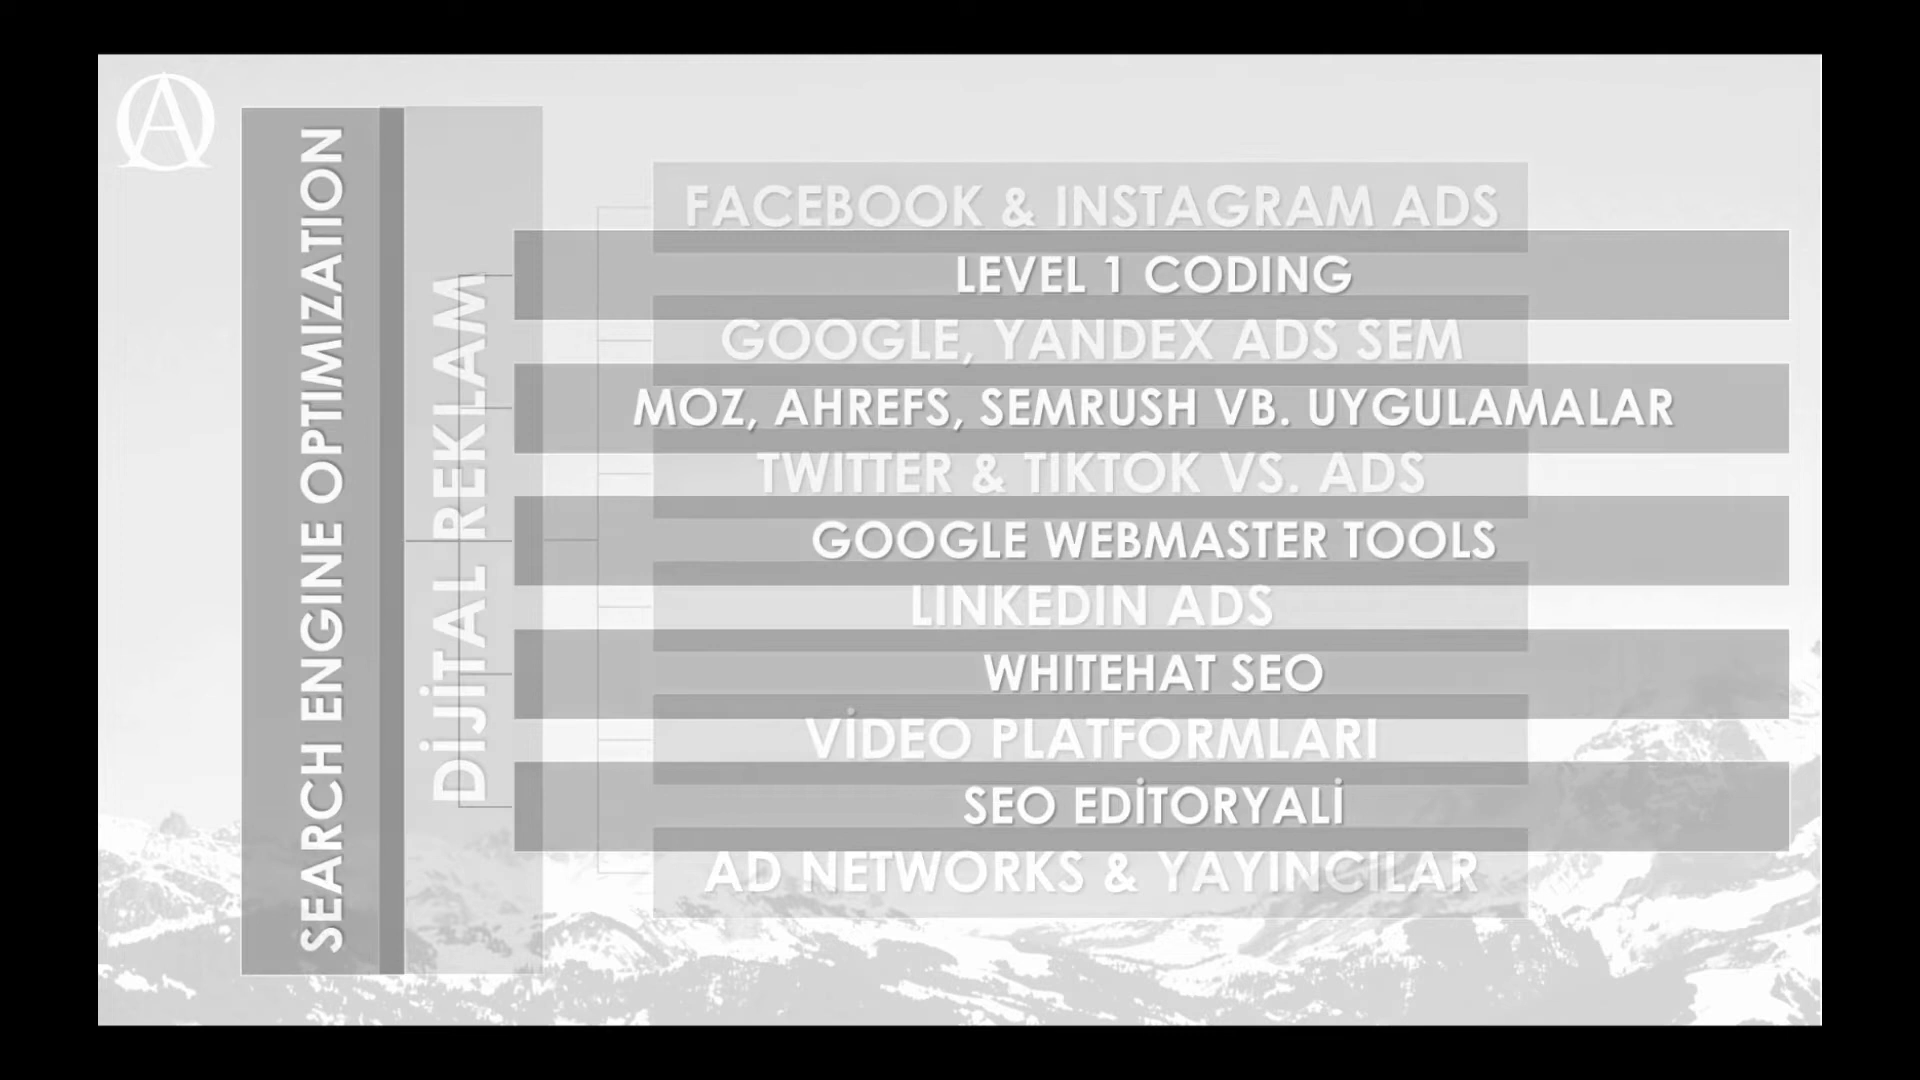 SEARCH ENGINE OPTIMIZATION
LEVEL 1 CODING
MOZ, AHREFS, SEMRUSH VB. UYGULAMALAR
GOOGLE WEBMASTER TOOLS
WHITEHAT SEO
SEO EDİTORYALİ
DİJİTAL REKLAM
FACEBOOK & INSTAGRAM ADS
GOOGLE, YANDEX ADS SEM
TWITTER & TIKTOK VS. ADS
LINKEDIN ADS
VİDEO PLATFORMLARI
AD NETWORKS & YAYINCILAR